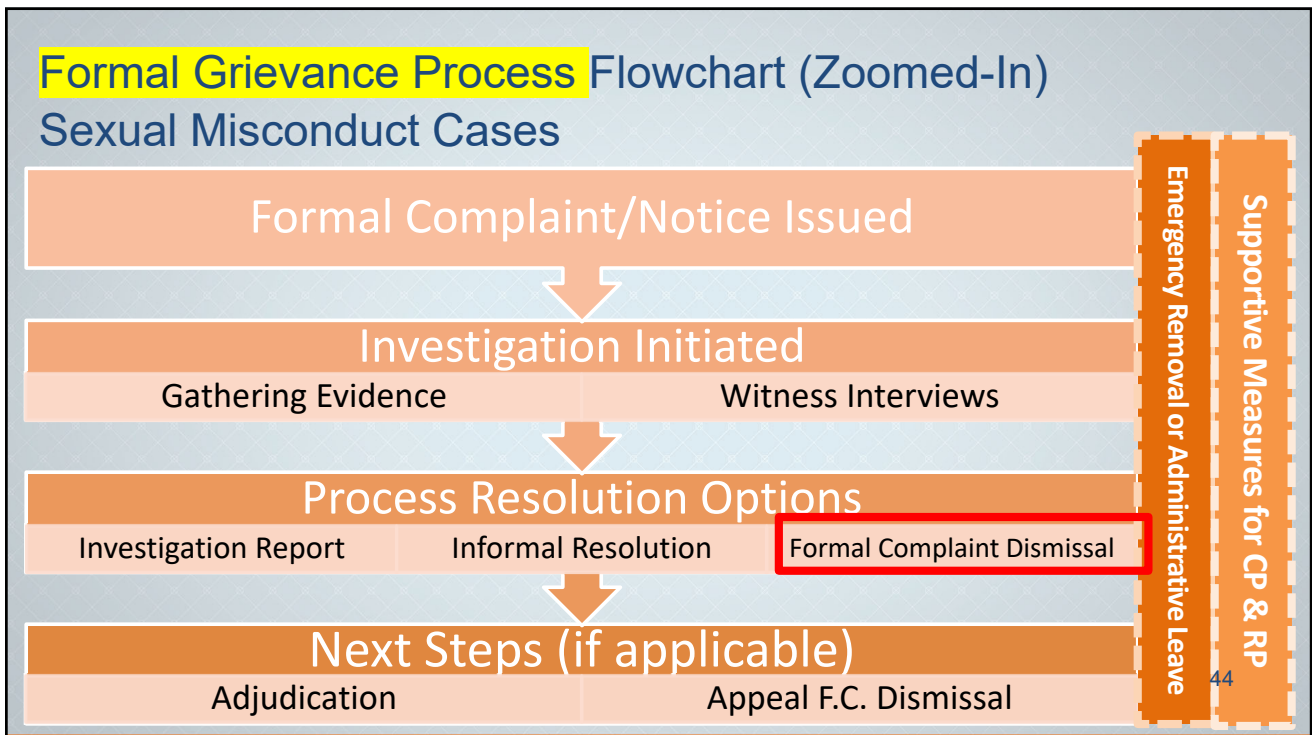 Formal Grievance Process Flowchart (Zoomed-In)
Sexual Misconduct Cases
Formal Complaint/Notice Issued
Investigation Initiated
Gathering Evidence
Witness Interviews
Process Resolution Options
Investigation Report
Informal Resolution
Formal Complaint Dismissal
Next Steps (if applicable)
Adjudication
Appeal F.C. Dismissal
Emergency Removal or Administrative Leave
Supportive Measures for CP & RP
44